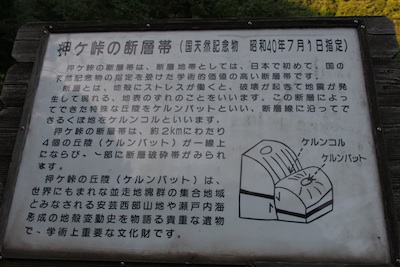 押ケ峠の断層帯（国天然記念物 昭和40年7月1日指定）
押ケ峠の断層帯は、断層地帯としては、日本で初めて、国の
天然記念物の指定を受けた学術的価値の高い断層帯です。
断層とは、地殻にストレスが働くと、破壊が起きて地震が発
生して現れる、地表のずれのことをいいます。この断層によっ
てできた特殊な丘陵をケルンバットといい、断層線に沿ってで
きるくぼ地をケルンコルといいます。
押ケ峠の断層帯は、約2kmにわたり
4個の丘陵（ケルンバット）が一線上
にならび、一部に断層破砕帯がみられ
ます。
押ケ峠の丘陵（ケルンバット）は、
世界にもまれな並走地塊群の集合地域
とみなされる安芸西部山地や瀬戸内海
形成の地殻変動史を物語る貴重な遺物
で、学術上重要な文化財です。
ケルンコル
ケルンバット